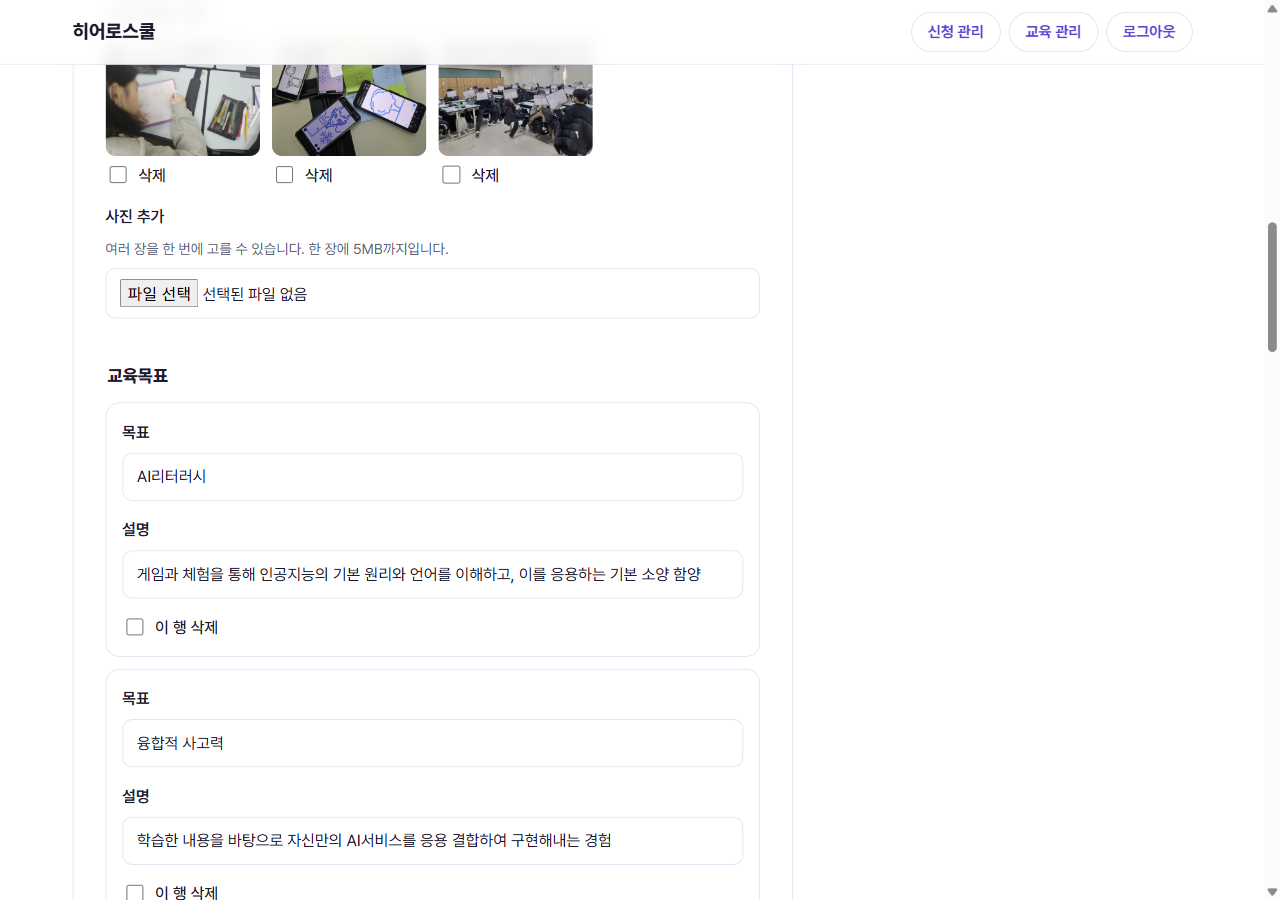 히어로스쿨
신청 관리
교육 관리
로그아웃
삭제
삭제
삭제
사진 추가
여러 장을 한 번에 고를 수 있습니다. 한 장에 5MB까지입니다.
파일 선택 선택된 파일 없음
교육목표
목표
AI리터러시
설명
게임과 체험을 통해 인공지능의 기본 원리와 언어를 이해하고, 이를 응용하는 기본 소양 함양
이 행 삭제
목표
융합적 사고력
설명
학습한 내용을 바탕으로 자신만의 AI서비스를 응용 결합하여 구현해내는 경험
이 행 삭제